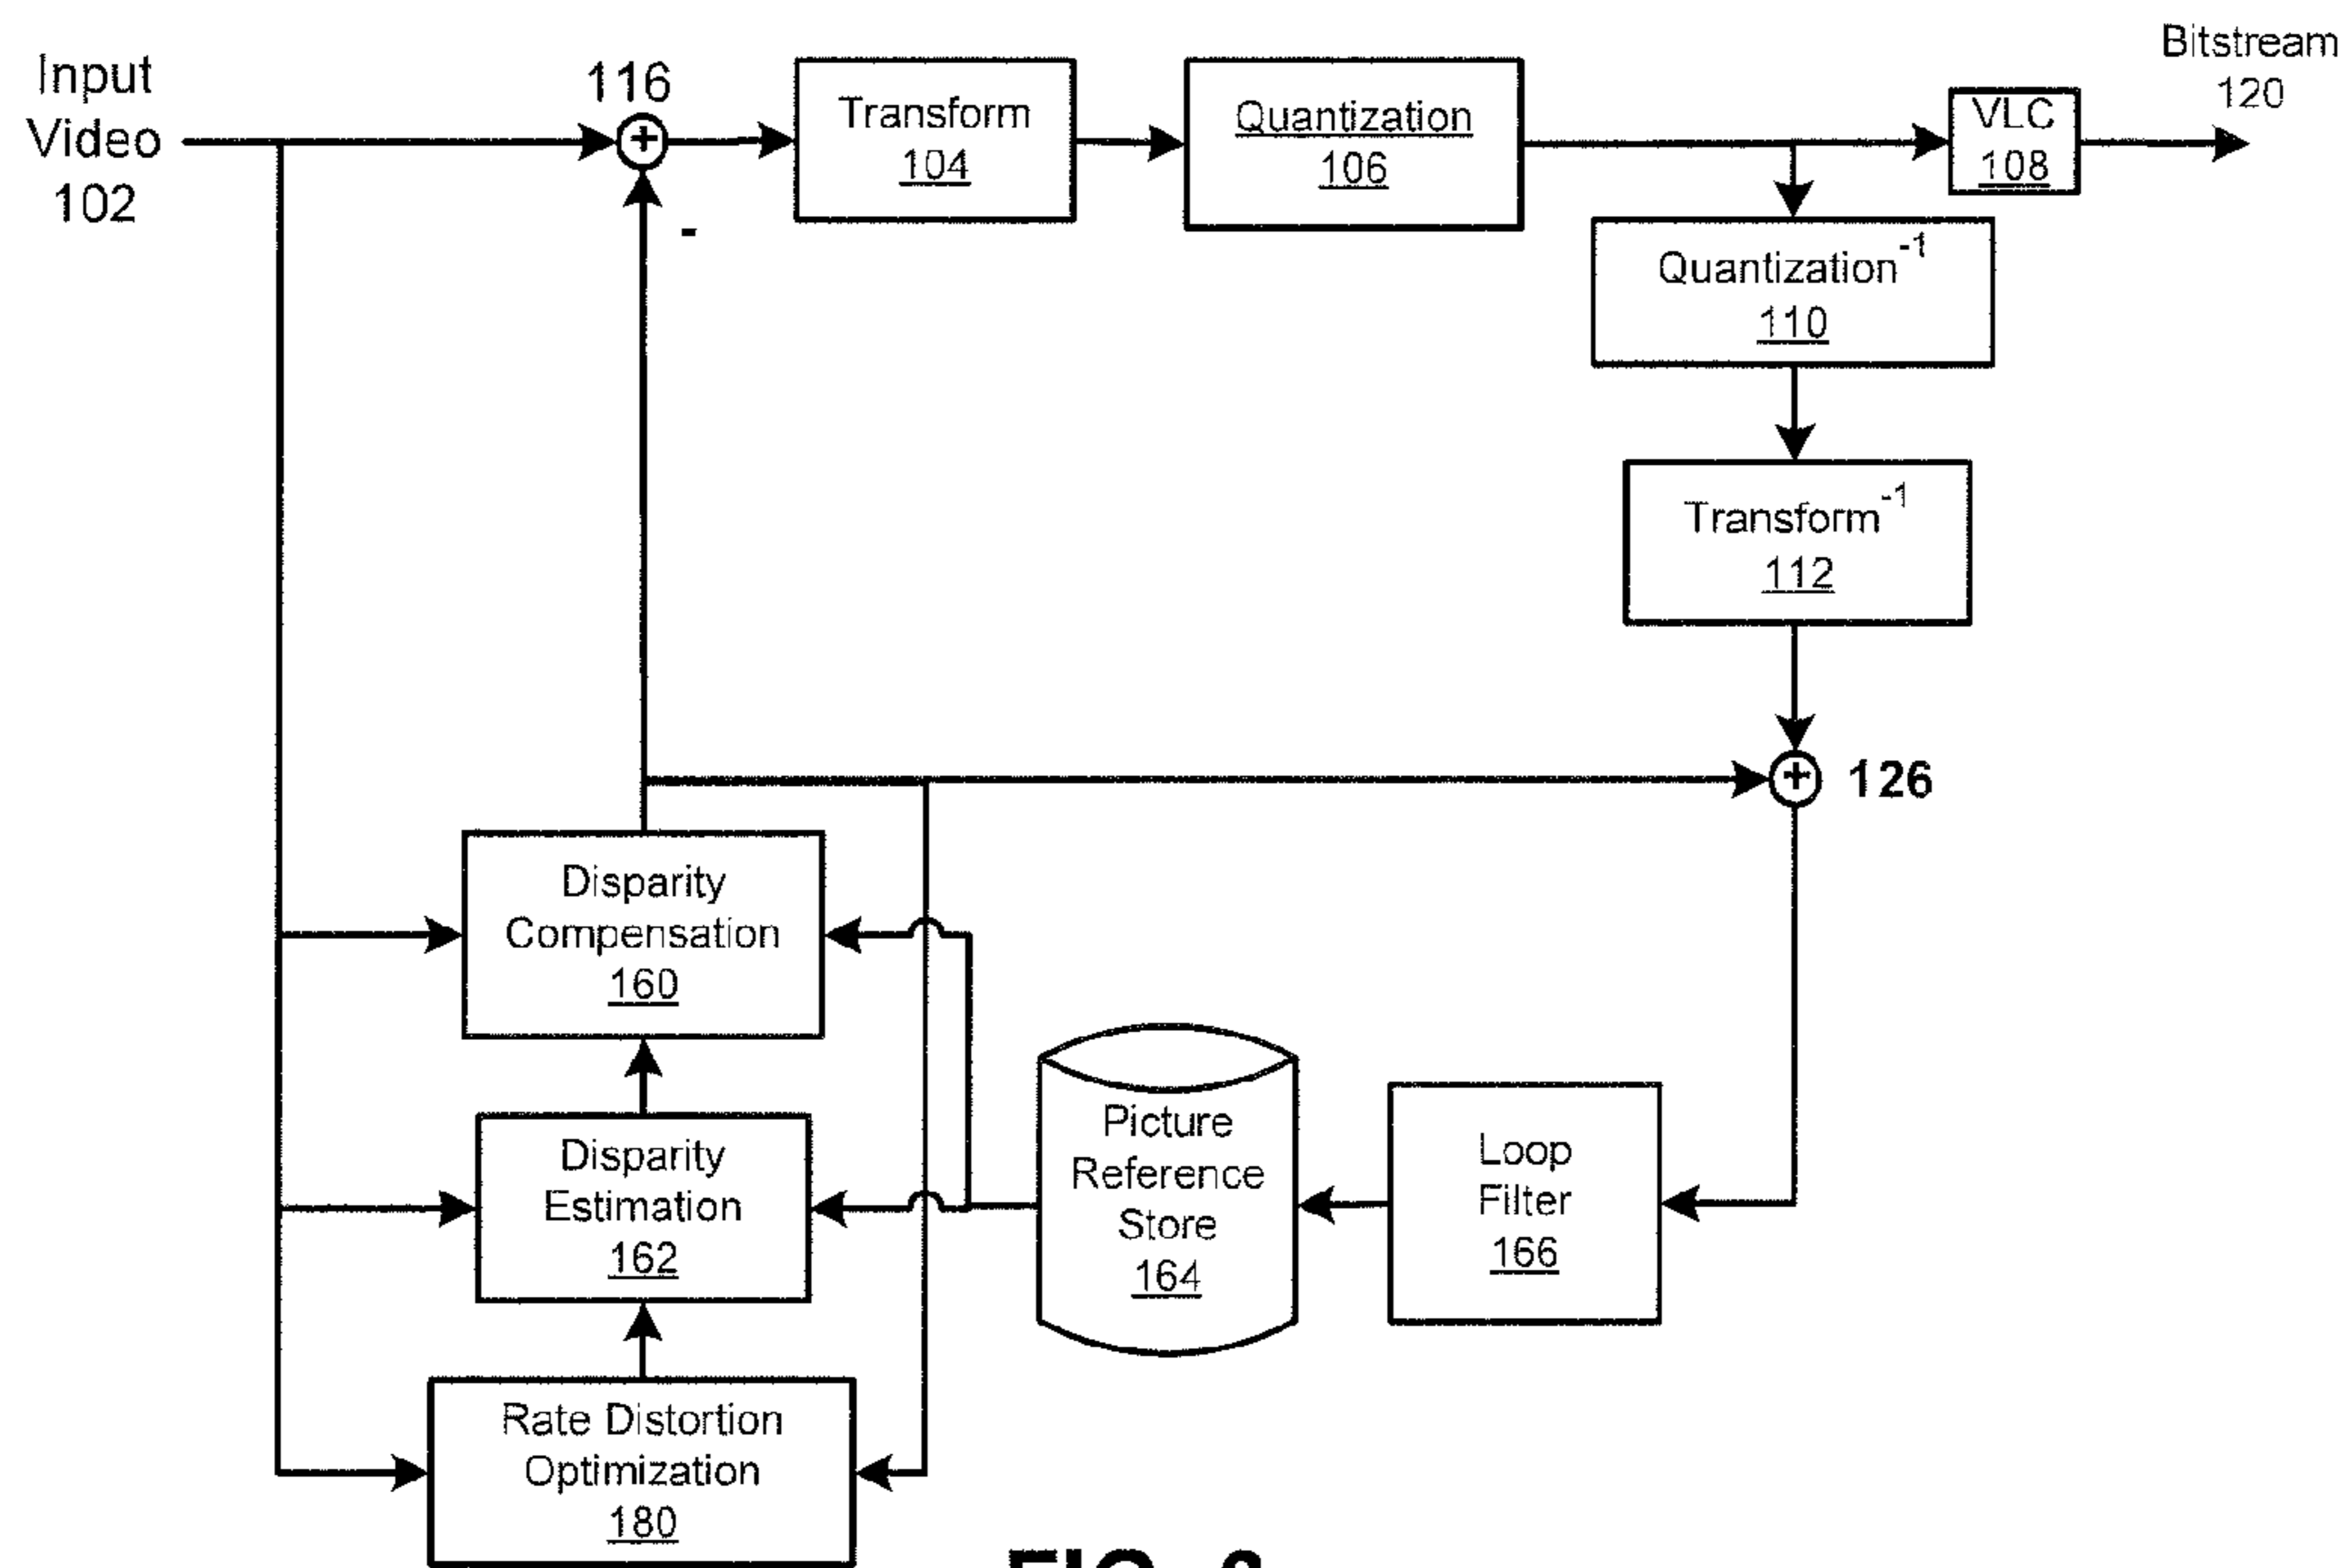 Input
Video
102
116
+
-
Transform
104
Quantization
106
VLC
108
Bitstream
120
Quantization-1
110
Transform-1
112
+
126
Disparity
Compensation
160
Disparity
Estimation
162
Picture
Reference
Store
164
Loop
Filter
166
Rate Distortion
Optimization
180
FIG.